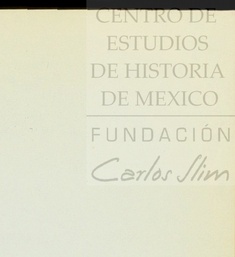 CENTRO DE
ESTUDIOS
DE HISTORIA
DE MEXICO
FUNDACIÓN
Carlos Slim